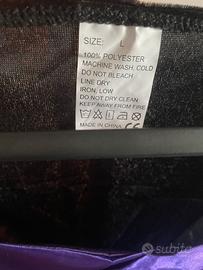 SIZE: L
100% POLYESTER
MACHINE WASH, COLD
DO NOT BLEACH
LINE DRY
IRON, LOW
DO NOT DRY CLEAN
KEEP AWAY FROM FIRE
MADE IN CHINA
subito